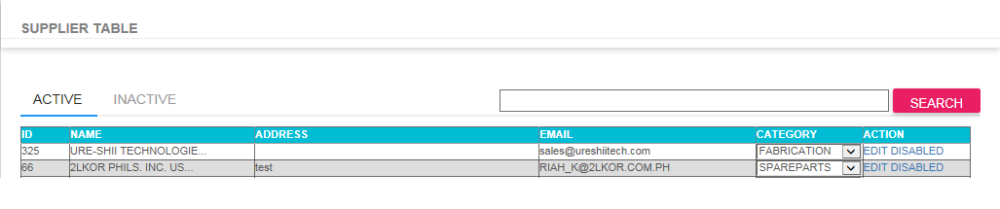 SUPPLIER TABLE
ACTIVE INACTIVE SEARCH
ID NAME ADDRESS EMAIL CATEGORY ACTION
325 URE-SHII TECHNOLOGIE... sales@ureshiitech.com FABRICATION EDIT DISABLED
66 2LKOR PHILS. INC. US... test RIAH_K@2LKOR.COM.PH SPAREPARTS EDIT DISABLED